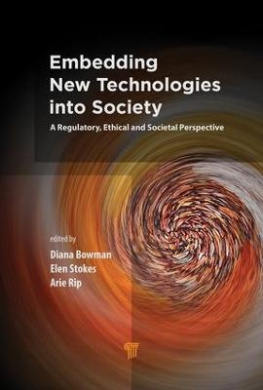 Embedding
New Technologies
into Society
A Regulatory, Ethical and Societal Perspective
edited by
Diana Bowman
Elen Stokes
Arie Rip